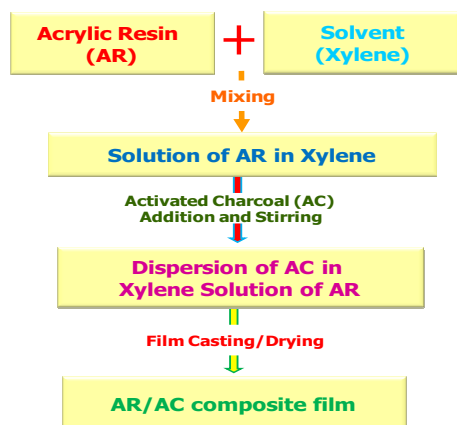 Acrylic Resin
(AR)
+
Solvent
(Xylene)
Mixing
Solution of AR in Xylene
Activated Charcoal (AC)
Addition and Stirring
Dispersion of AC in
Xylene Solution of AR
Film Casting/Drying
AR/AC composite film